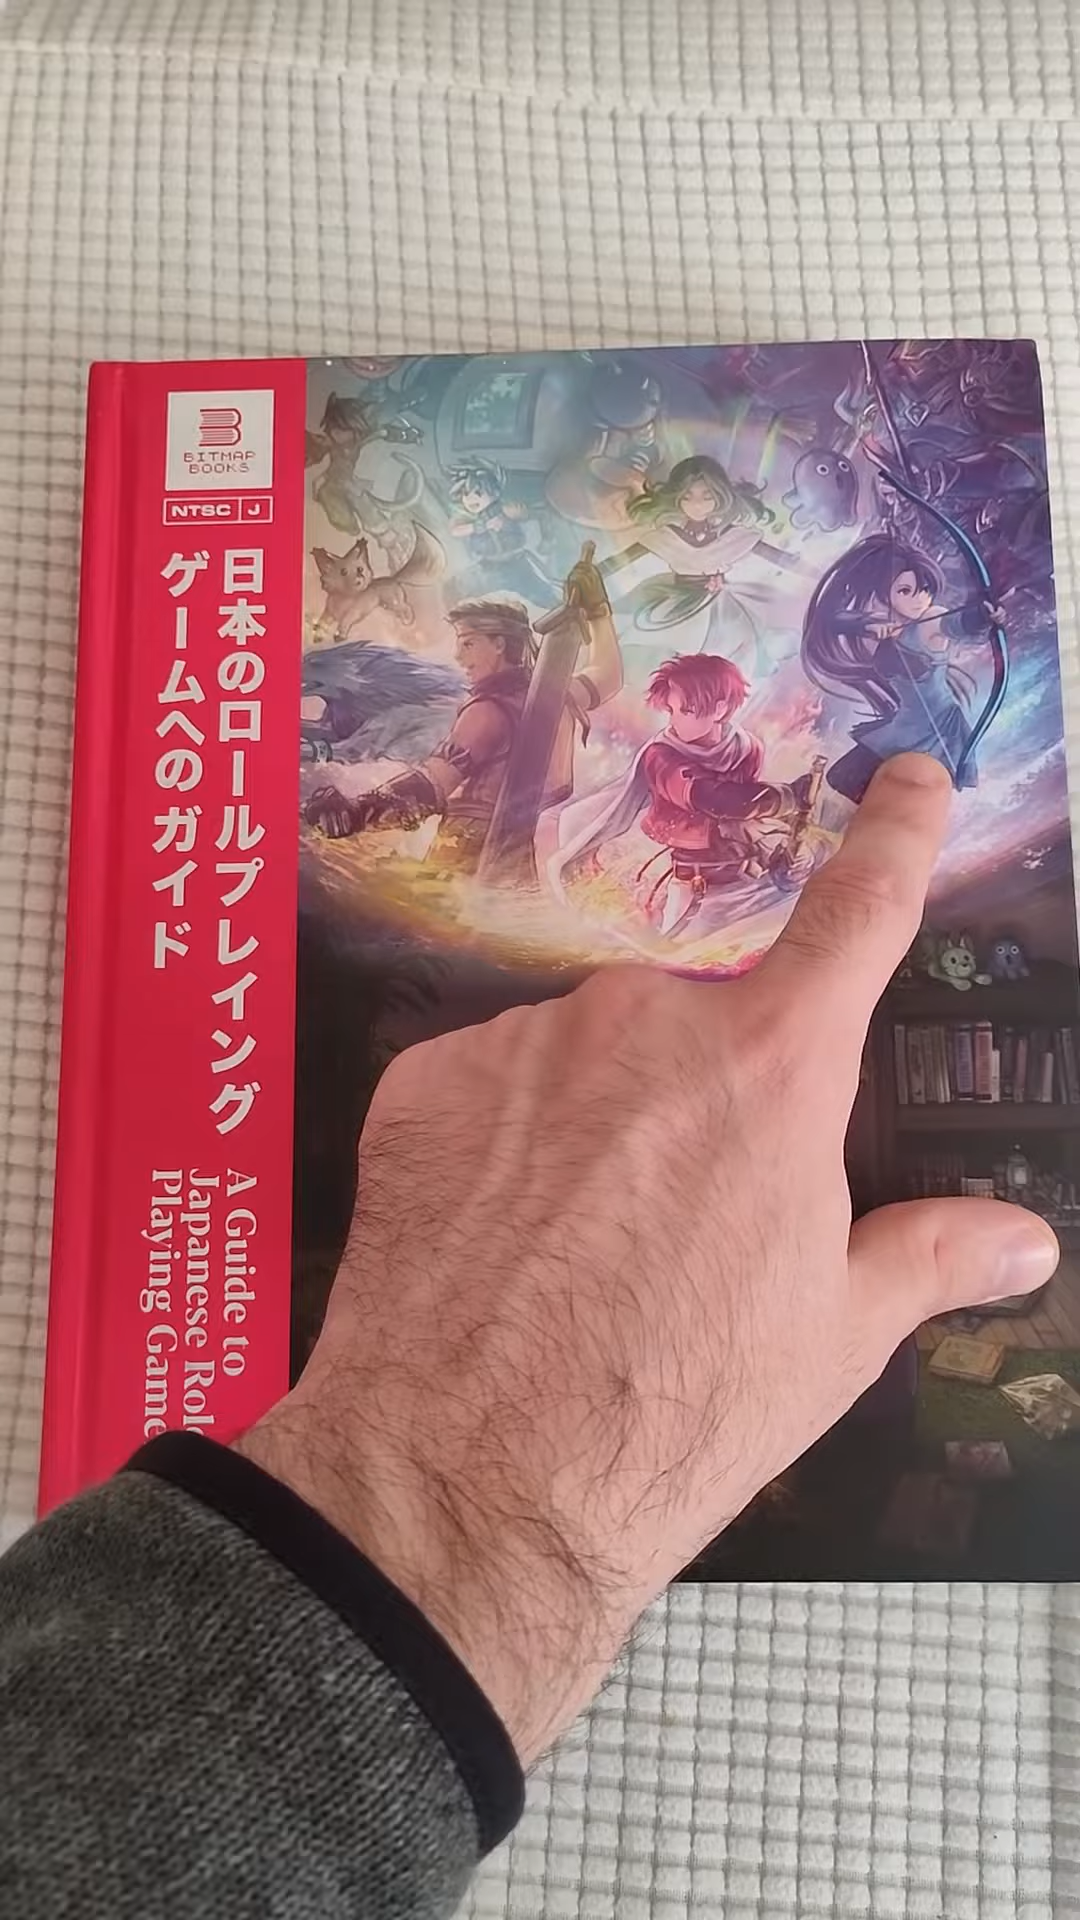 BITMAP
BOOKS
NTSC J
日本のロールプレイング
ゲームへのガイド
A Guide to
Japanese
Playing